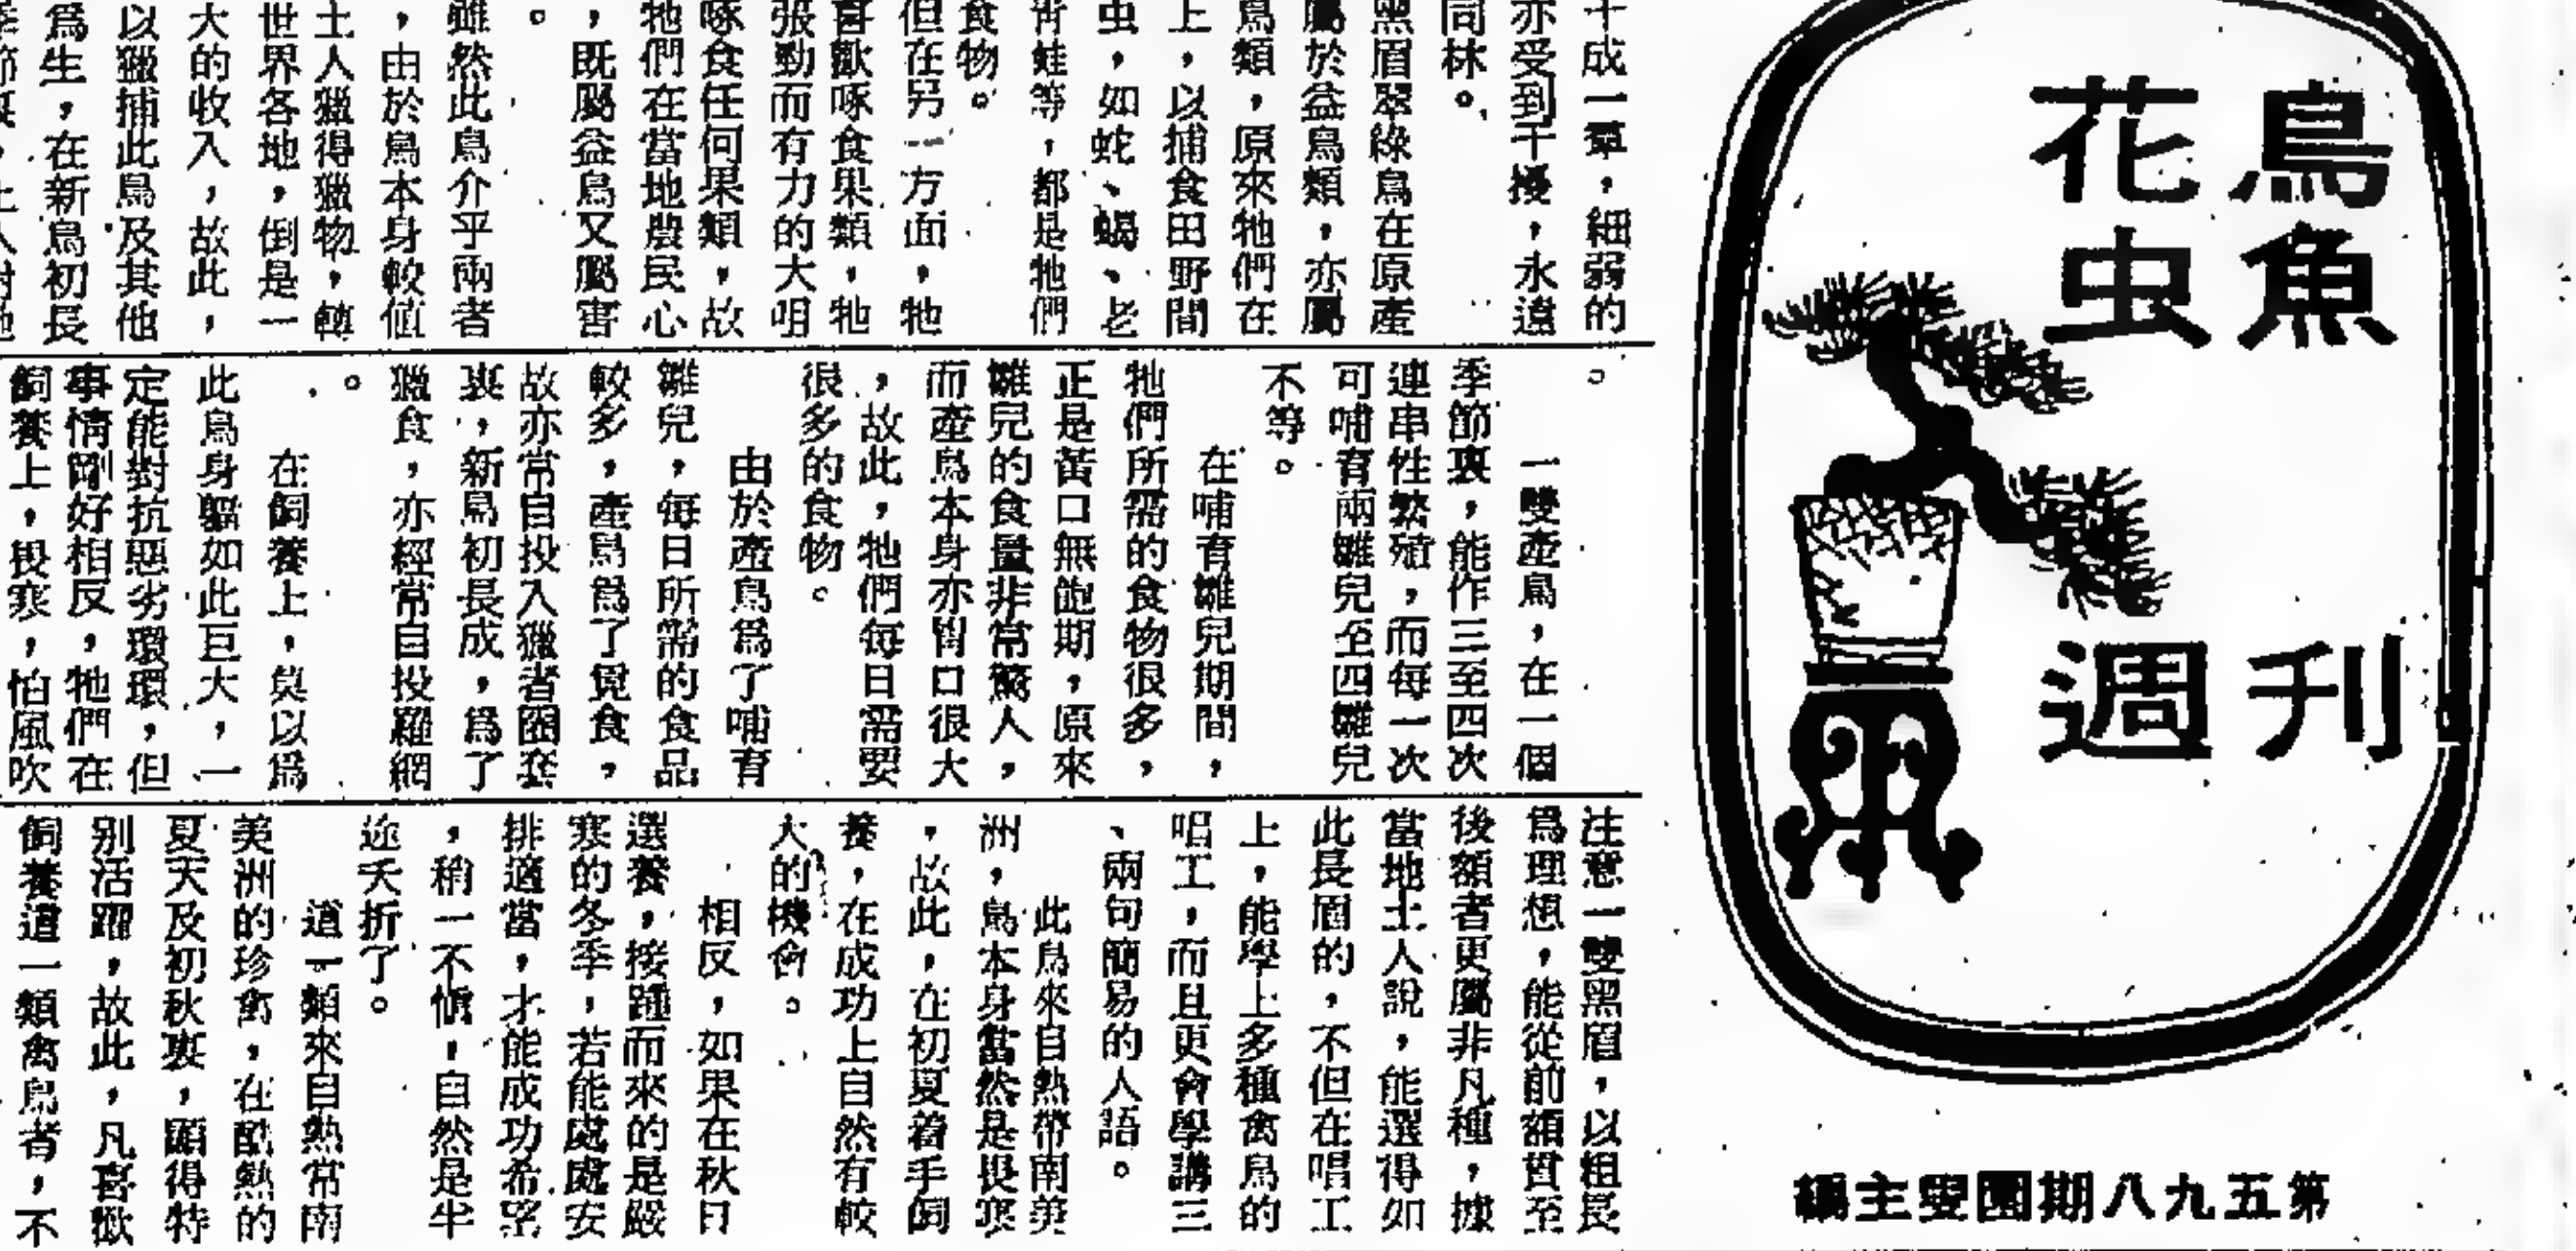 鳥魚
花虫
週刊
第五九八期園叟主編
干成一羣，細弱的
亦受到干擾，永遠
同林。
黑眉翠綠鳥在原產
屬於益鳥類，亦屬
鳥類，原來牠們在
上，以捕食田野間
虫，如蛇、蝎、老
靑蛙等，都是牠們
食物。
但在另一方面，牠
喜歡啄食果類，牠
張勁而有力的大咀
啄食任何果類，故
牠們在當地農民心
，既屬益鳥又屬害
。
雖然此鳥介乎兩者
，由於鳥本身較値
土人獵得獵物，轉
世界各地，倒是一
大的收入，故此，
以獵捕此鳥及其他
爲生，在新鳥初長
季節裏，土人對牠
。
一雙產鳥，在一個
季節裏，能作三至四次
連串性繁殖，而每一次
可哺育兩雛兒至四雛兒
不等。
在哺育雛兒期間，
牠們所需的食物很多，
正是黃口無飽期，原來
雛兒的食量非常驚人，
而產鳥本身亦胃口很大
，故此，牠們每日需要
很多的食物。
由於產鳥爲了哺育
雛兒，每日所需的食品
較多，產鳥爲了覓食，
故亦常自投入獵者圈套
裏，新鳥初長成，爲了
獵食，亦經常自投羅網
。
在飼養上，莫以爲
此鳥身軀如此巨大，一
定能對抗惡劣環環，但
事情剛好相反，牠們在
飼養上，畏寒，怕風吹
注意一雙黑眉，以粗長
爲理想，能從前額貫至
後額者更屬非凡種，據
當地土人說，能選得如
此長眉的，不但在唱工
上，能學上多種禽鳥的
唱工，而且更會學講三
、兩句簡易的人語。
此鳥來自熱帶南美
洲，鳥本身當然是畏寒
，故此，在初夏着手飼
養，在成功上自然有較
大的機會。
相反，如果在秋日
選養，接踵而來的是嚴
寒的冬季，若能處處安
排適當，才能成功希望
，稍一不愼，自然是半
途夭折了。
這一類來自熱常南
美洲的珍禽，在酷熱的
夏天及初秋裏，顯得特
别活躍，故此，凡喜歡
飼養這一類禽鳥者，不